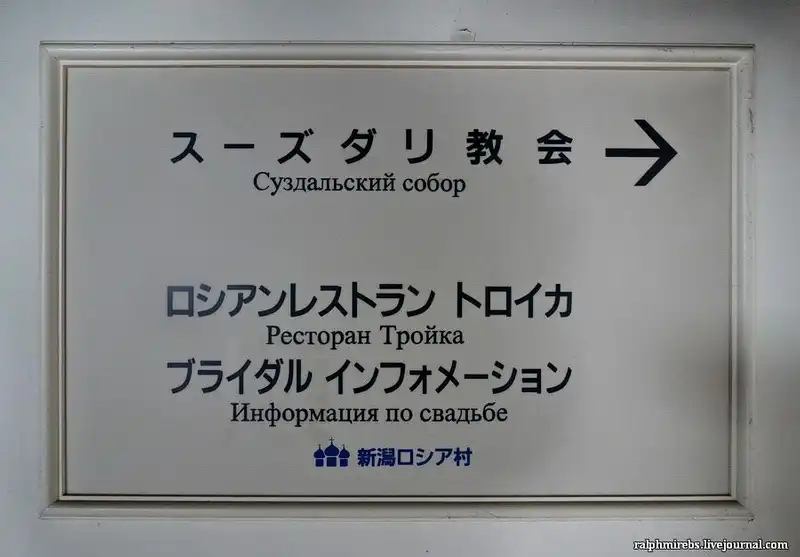 スーズダリ教会 →
Суздальский собор
ロシアンレストラン トロイカ
Ресторан Тройка
ブライダル インフォメーション
Информация по свадьбе
新潟ロシア村
ralphmirebs.livejournal.com